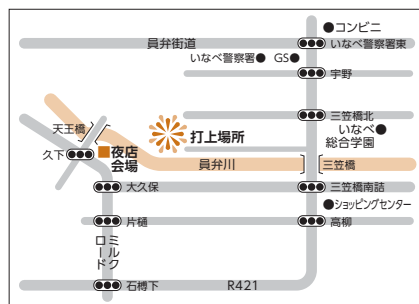 ●コンビニ
員弁街道
いなべ警察署東
いなべ警察署● GS●
宇野
三笠橋北
天王橋
打上場所
いなべ●
総合学園
久下
夜店
会場
員弁川
三笠橋
大久保
三笠橋南詰
●ショッピングセンター
片樋
高柳
ミルク
ロード
石榑下
R421